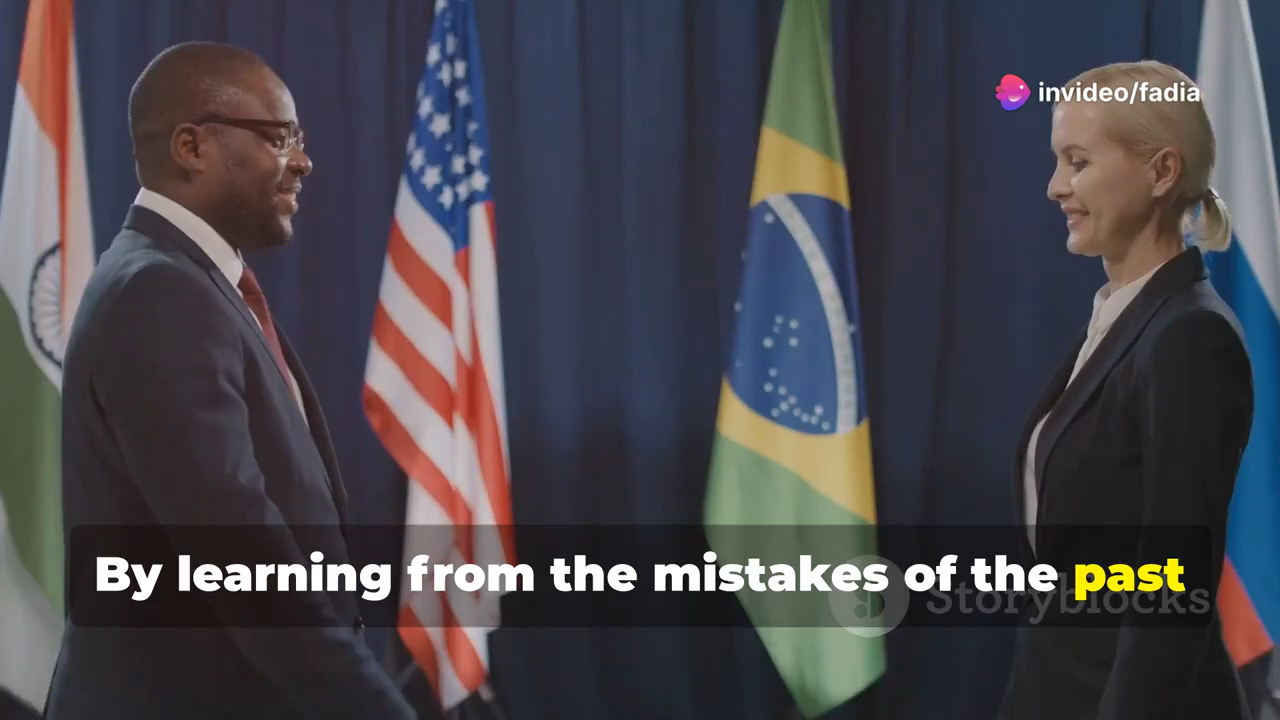 invideo/fadia
By learning from the mistakes of the past
Storyblocks